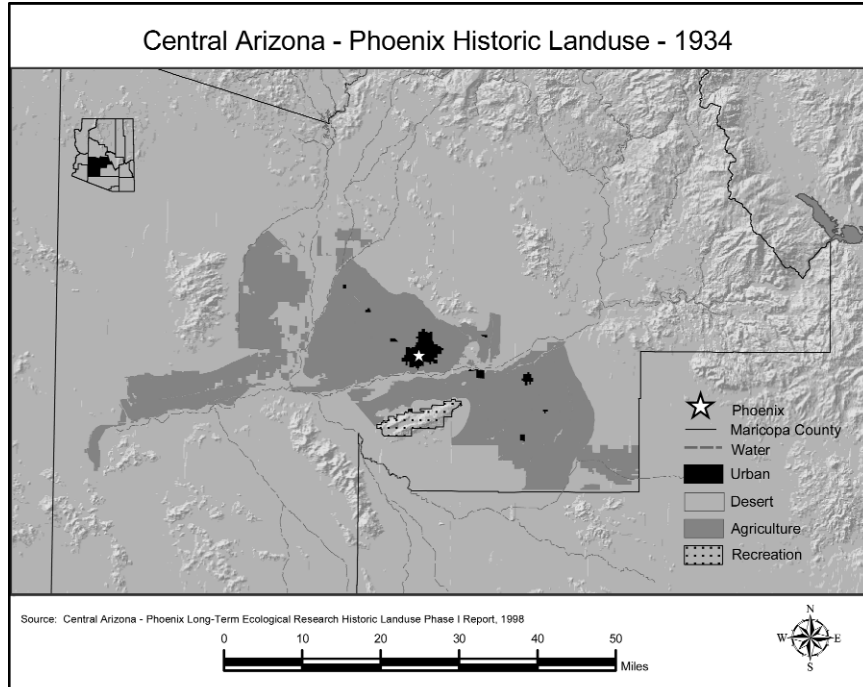 Central Arizona - Phoenix Historic Landuse - 1934
Phoenix
Maricopa County
Water
Urban
Desert
Agriculture
Recreation
Source: Central Arizona - Phoenix Long-Term Ecological Research Historic Landuse Phase I Report, 1998
0 10 20 30 40 50
Miles
N
W E
S